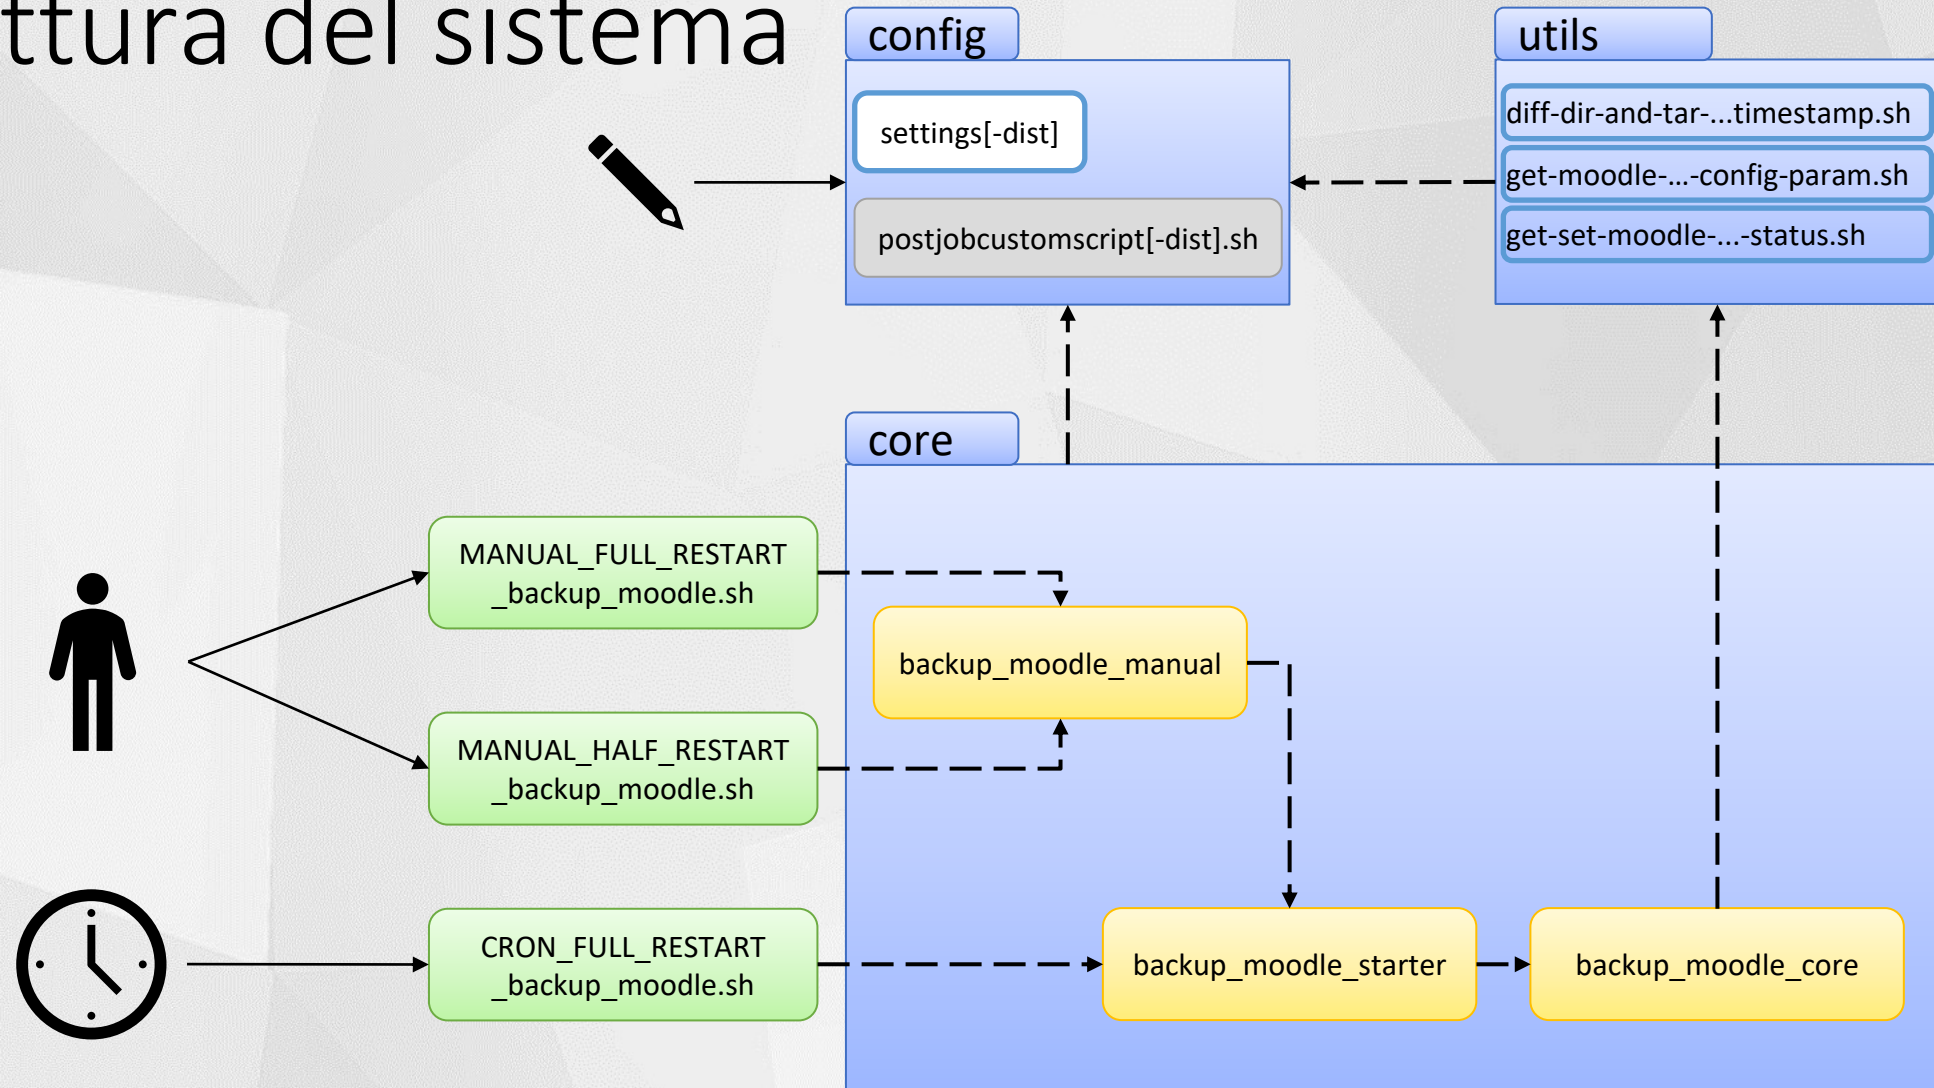 ttura del sistema
config
utils
settings[-dist]
postjobcustomscript[-dist].sh
diff-dir-and-tar-...timestamp.sh
get-moodle-...-config-param.sh
get-set-moodle-...-status.sh
core
MANUAL_FULL_RESTART
_backup_moodle.sh
backup_moodle_manual
MANUAL_HALF_RESTART
_backup_moodle.sh
CRON_FULL_RESTART
_backup_moodle.sh
backup_moodle_starter
backup_moodle_core